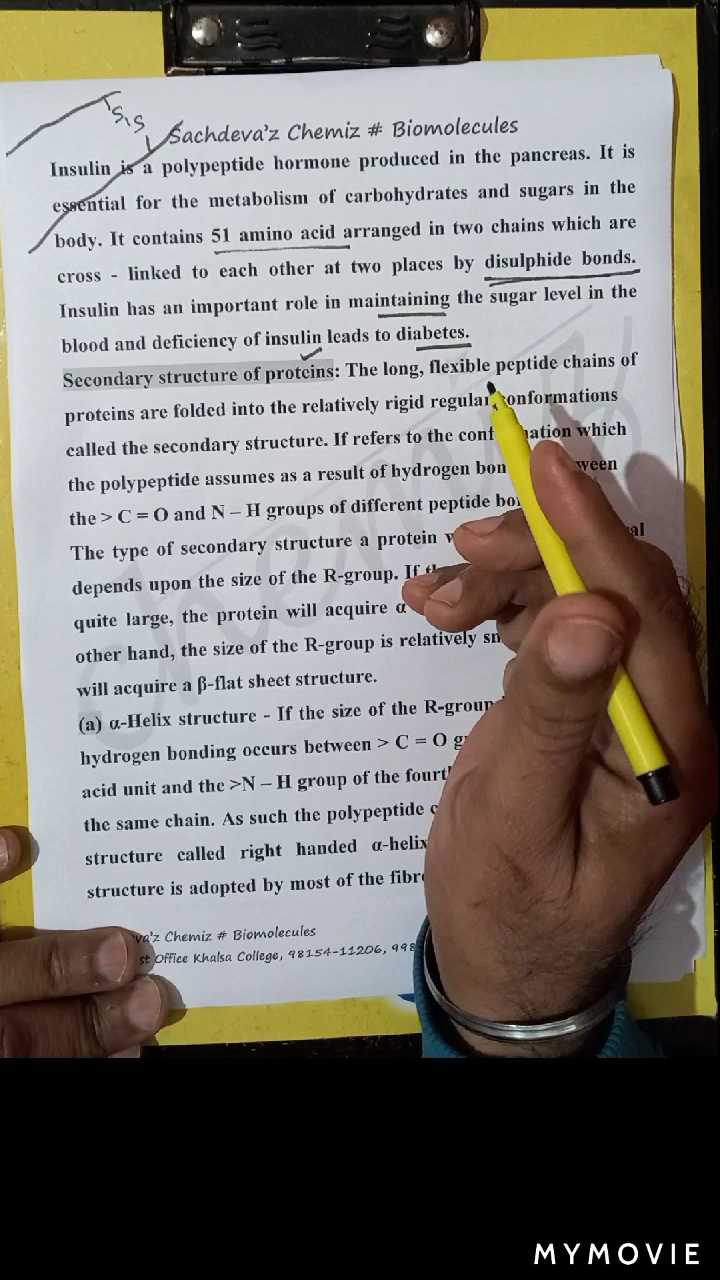 S S
Sachdeva'z Chemiz # Biomolecules
Insulin is a polypeptide hormone produced in the pancreas. It is
essential for the metabolism of carbohydrates and sugars in the
body. It contains 51 amino acid arranged in two chains which are
cross - linked to each other at two places by disulphide bonds.
Insulin has an important role in maintaining the sugar level in the
blood and deficiency of insulin leads to diabetes.
Secondary structure of proteins: The long, flexible peptide chains of
proteins are folded into the relatively rigid regular conformations
called the secondary structure. If refers to the which
the polypeptide assumes as a result of hydrogen
the > C = O and N – H groups of different peptide
The type of secondary structure a protein
depends upon the size of the R-group. If
quite large, the protein will acquire α
other hand, the size of the R-group is relatively
will acquire a β-flat sheet structure.
(a) α-Helix structure - If the size of the R-group
hydrogen bonding occurs between > C = O
acid unit and the >N – H group of the
the same chain. As such the polypeptide
structure called right handed α-helix
structure is adopted by most of the
Chemiz # Biomolecules
Office Khalsa College, 98154-11206,
chemiz
MYMOVIE